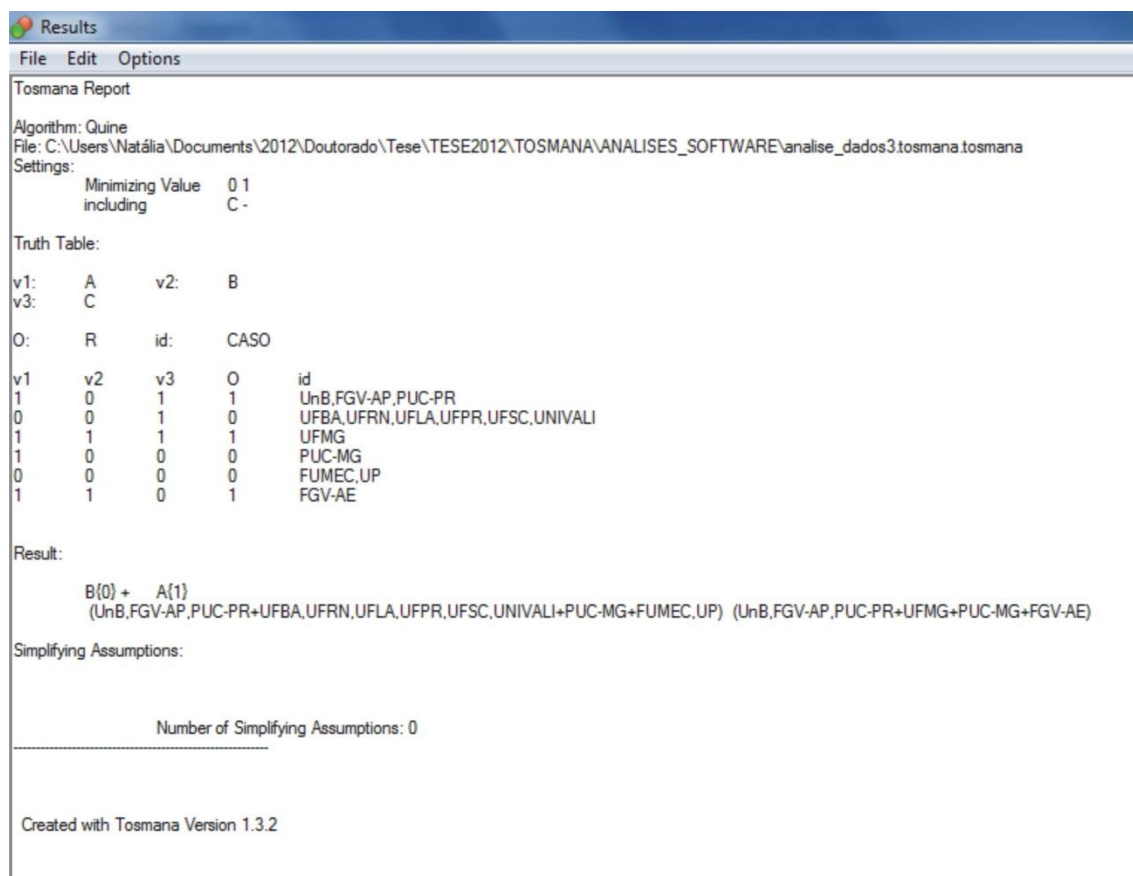 Results
File Edit Options
Tosmana Report
Algorithm: Quine
File: C:\Users\Natália\Documents\2012\Doutorado\Tese\TESE2012\TOSMANA\ANALISES_SOFTWARE\analise_dados3.tosmana.tosmana
Settings:
Minimizing Value 0 1
including C -
Truth Table:
v1: A v2: B
v3: C
O: R id: CASO
v1 v2 v3 O id
1 0 1 1 UnB,FGV-AP,PUC-PR
0 0 1 0 UFBA,UFRN,UFLA,UFPR,UFSC,UNIVALI
1 1 1 1 UFMG
1 0 0 0 PUC-MG
0 0 0 0 FUMEC,UP
1 1 0 1 FGV-AE
Result:
B{0} + A{1}
(UnB,FGV-AP,PUC-PR+UFBA,UFRN,UFLA,UFPR,UFSC,UNIVALI+PUC-MG+FUMEC,UP) (UnB,FGV-AP,PUC-PR+UFMG+PUC-MG+FGV-AE)
Simplifying Assumptions:
Number of Simplifying Assumptions: 0
Created with Tosmana Version 1.3.2